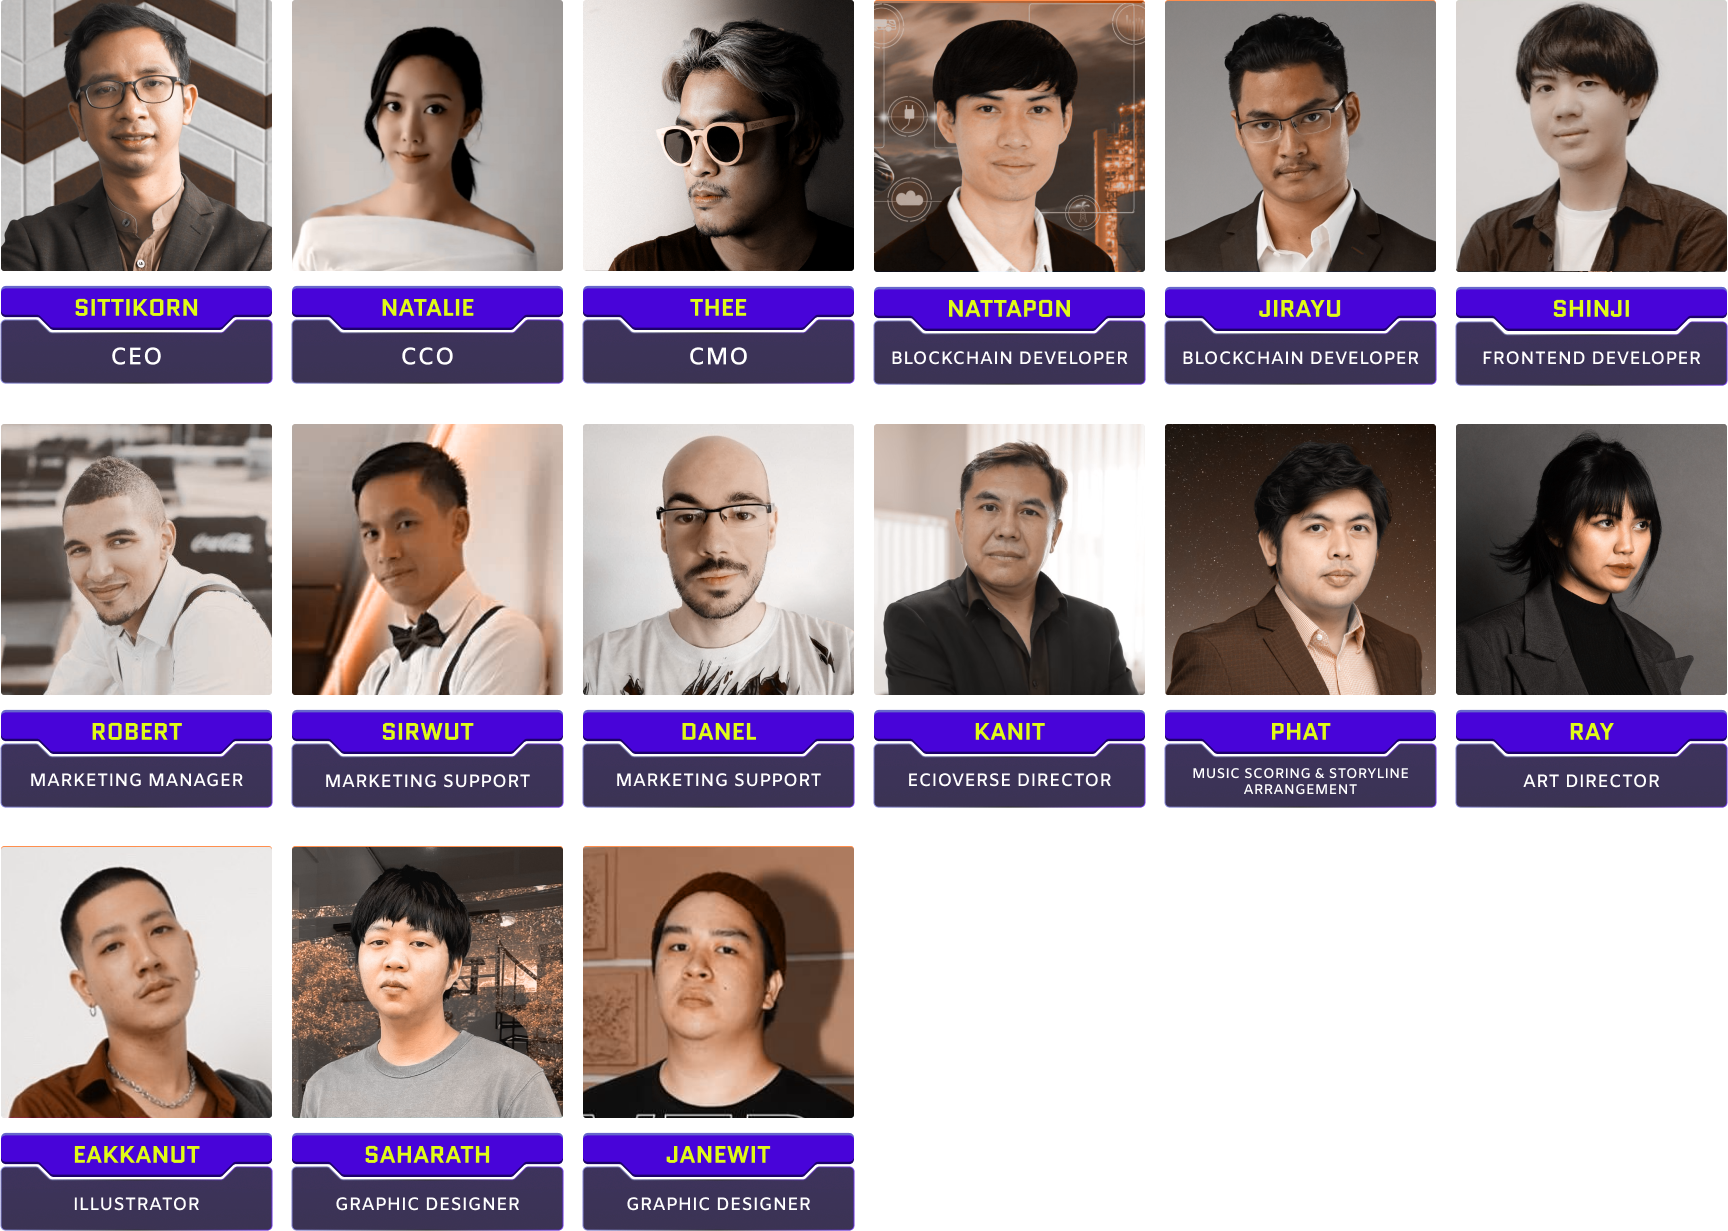 SITTIKORN
CEO
NATALIE
CCO
THEE
CMO
NATTAPON
BLOCKCHAIN DEVELOPER
JIRAYU
BLOCKCHAIN DEVELOPER
SHINJI
FRONTEND DEVELOPER
Coca-Cola
ROBERT
MARKETING MANAGER
SIRWUT
MARKETING SUPPORT
DANEL
MARKETING SUPPORT
KANIT
ECIOVERSE DIRECTOR
PHAT
MUSIC SCORING & STORYLINE
ARRANGEMENT
RAY
ART DIRECTOR
EAKKANUT
ILLUSTRATOR
SAHARATH
GRAPHIC DESIGNER
JANEWIT
GRAPHIC DESIGNER